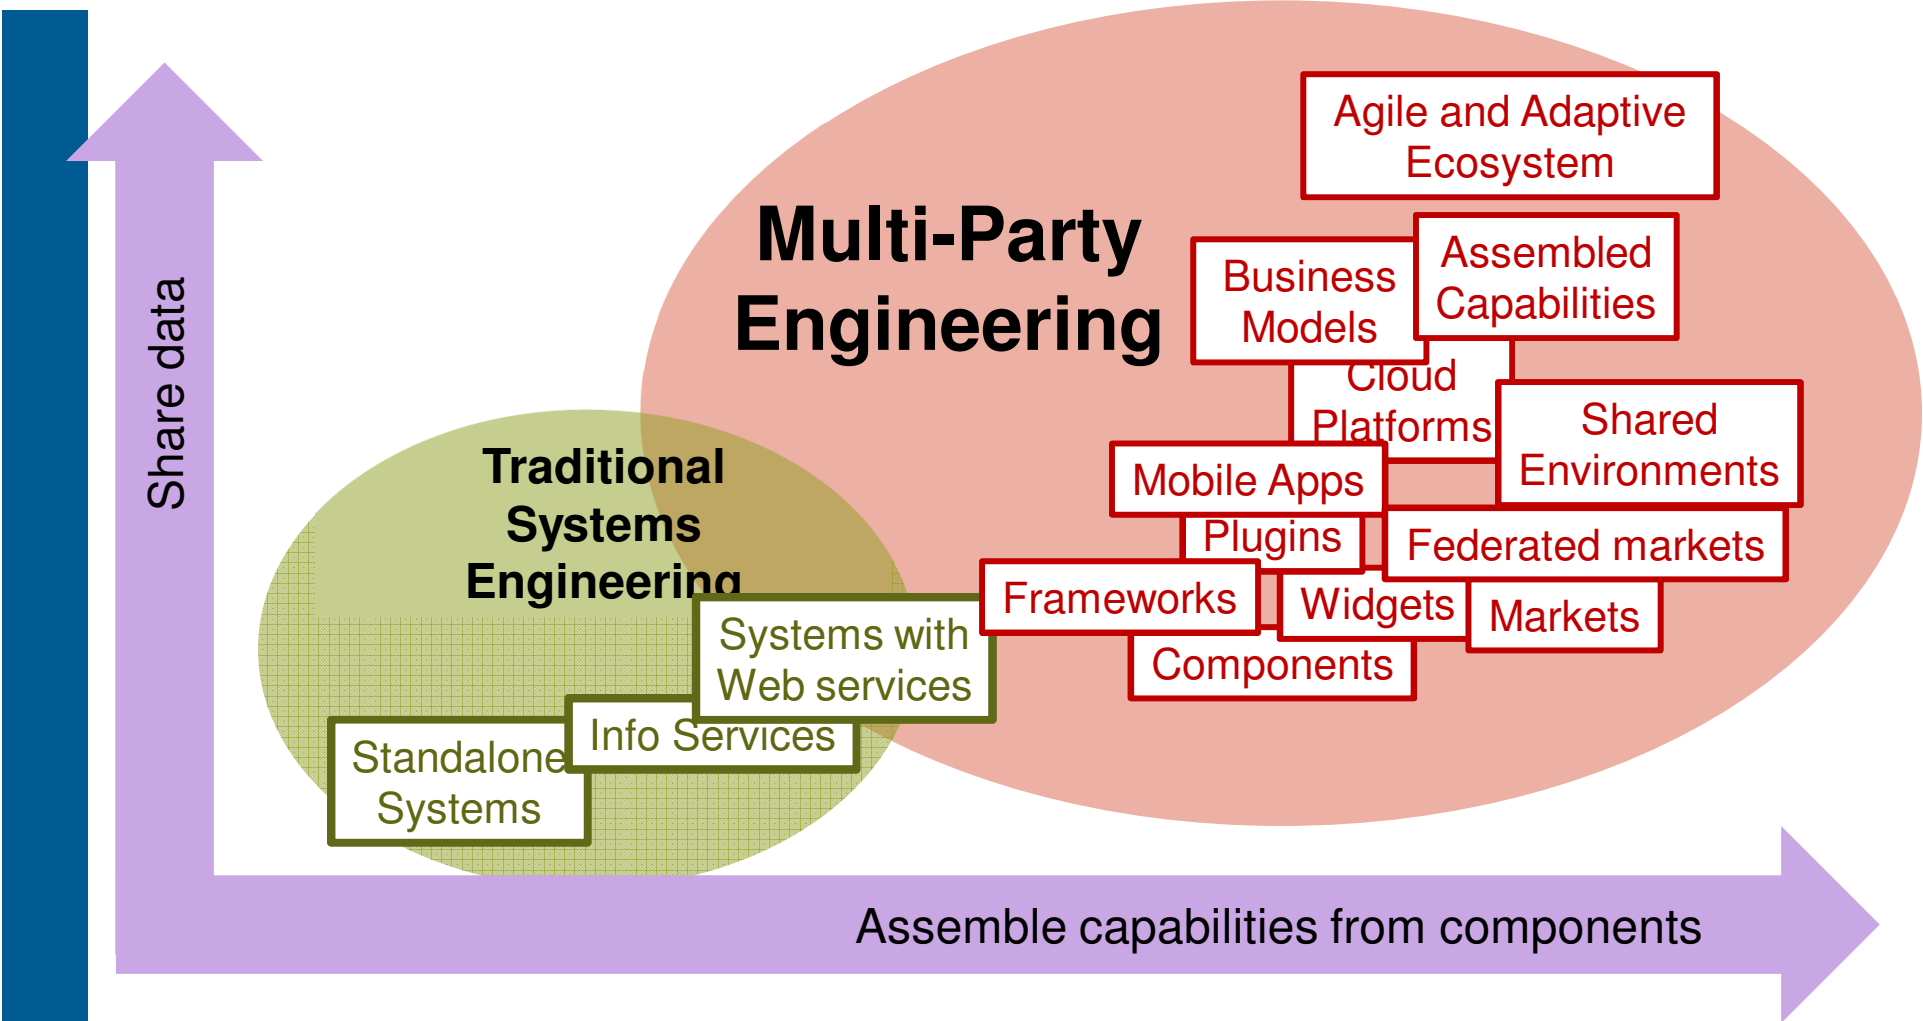 Agile and Adaptive
Ecosystem
Multi-Party
Engineering
Assembled
Capabilities
Business
Models
Cloud
Platforms
Shared
Environments
Mobile Apps
Plugins
Federated markets
Frameworks
Widgets
Markets
Components
Share data
Traditional
Systems
Engineering
Systems with
Web services
Info Services
Standalone
Systems
Assemble capabilities from components